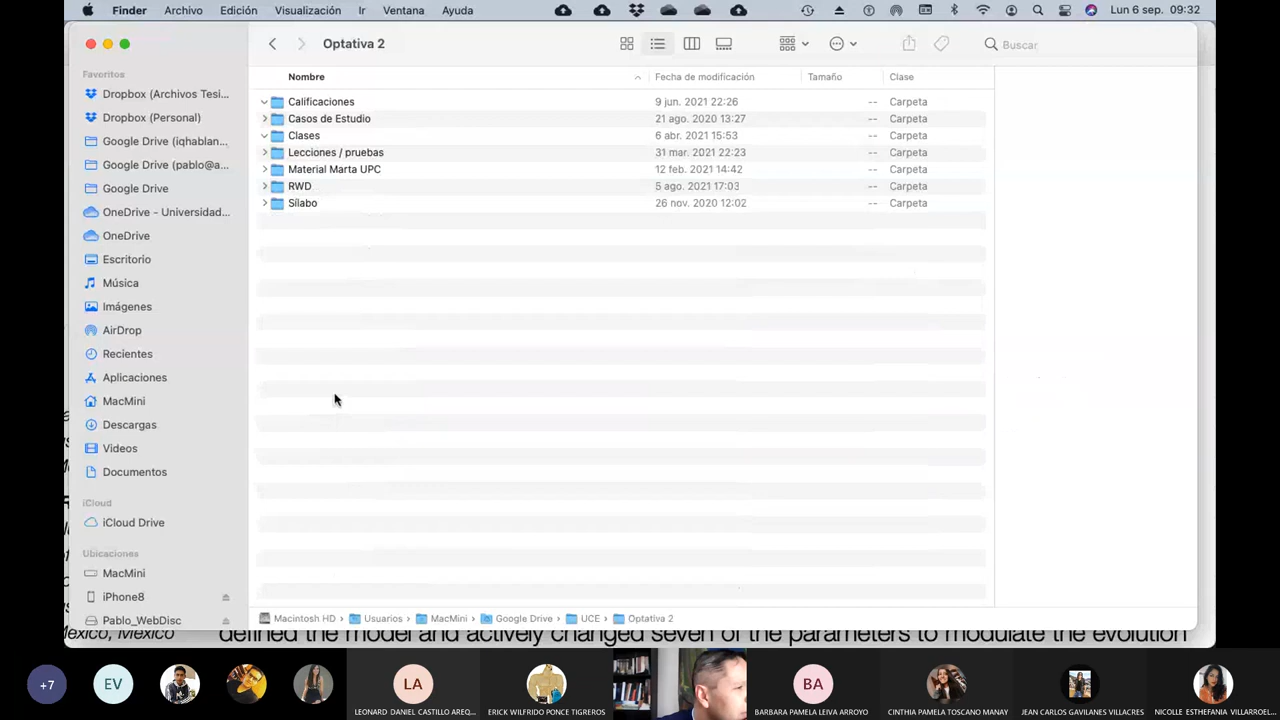 Finder Archivo Edición Visualización Ir Ventana Ayuda Lun 6 sep. 09:32
Optativa 2
Buscar
Favoritos
Dropbox (Archivos Tesi...
Dropbox (Personal)
Google Drive (iqhablan...
Google Drive (pablo@a...
Google Drive
OneDrive - Universidad...
OneDrive
Escritorio
Música
Imágenes
AirDrop
Recientes
Aplicaciones
MacMini
Descargas
Videos
Documentos
iCloud
iCloud Drive
Ubicaciones
MacMini
iPhone8
Pablo_WebDisc
Nombre Fecha de modificación Tamaño Clase
Calificaciones 9 jun. 2021 22:26 -- Carpeta
Casos de Estudio 21 ago. 2020 13:27 -- Carpeta
Clases 6 abr. 2021 15:53 -- Carpeta
Lecciones / pruebas 31 mar. 2021 22:23 -- Carpeta
Material Marta UPC 12 feb. 2021 14:42 -- Carpeta
RWD 5 ago. 2021 17:03 -- Carpeta
Sílabo 26 nov. 2020 12:02 -- Carpeta
Macintosh HD › Usuarios › MacMini › Google Drive › UCE › Optativa 2
México, Mexico defined the model and actively changed seven of the parameters to modulate the evolution
+7 EV LA BA
LEONARD DANIEL CASTILLO AREQ... ERICK WILFRIDO PONCE TIGREROS BARBARA PAMELA LEIVA ARROYO CINTHIA PAMELA TOSCANO MANAY JEAN CARLOS GAVILANES VILLACRES NICOLE ESTHEFANIA VILLARROEL...